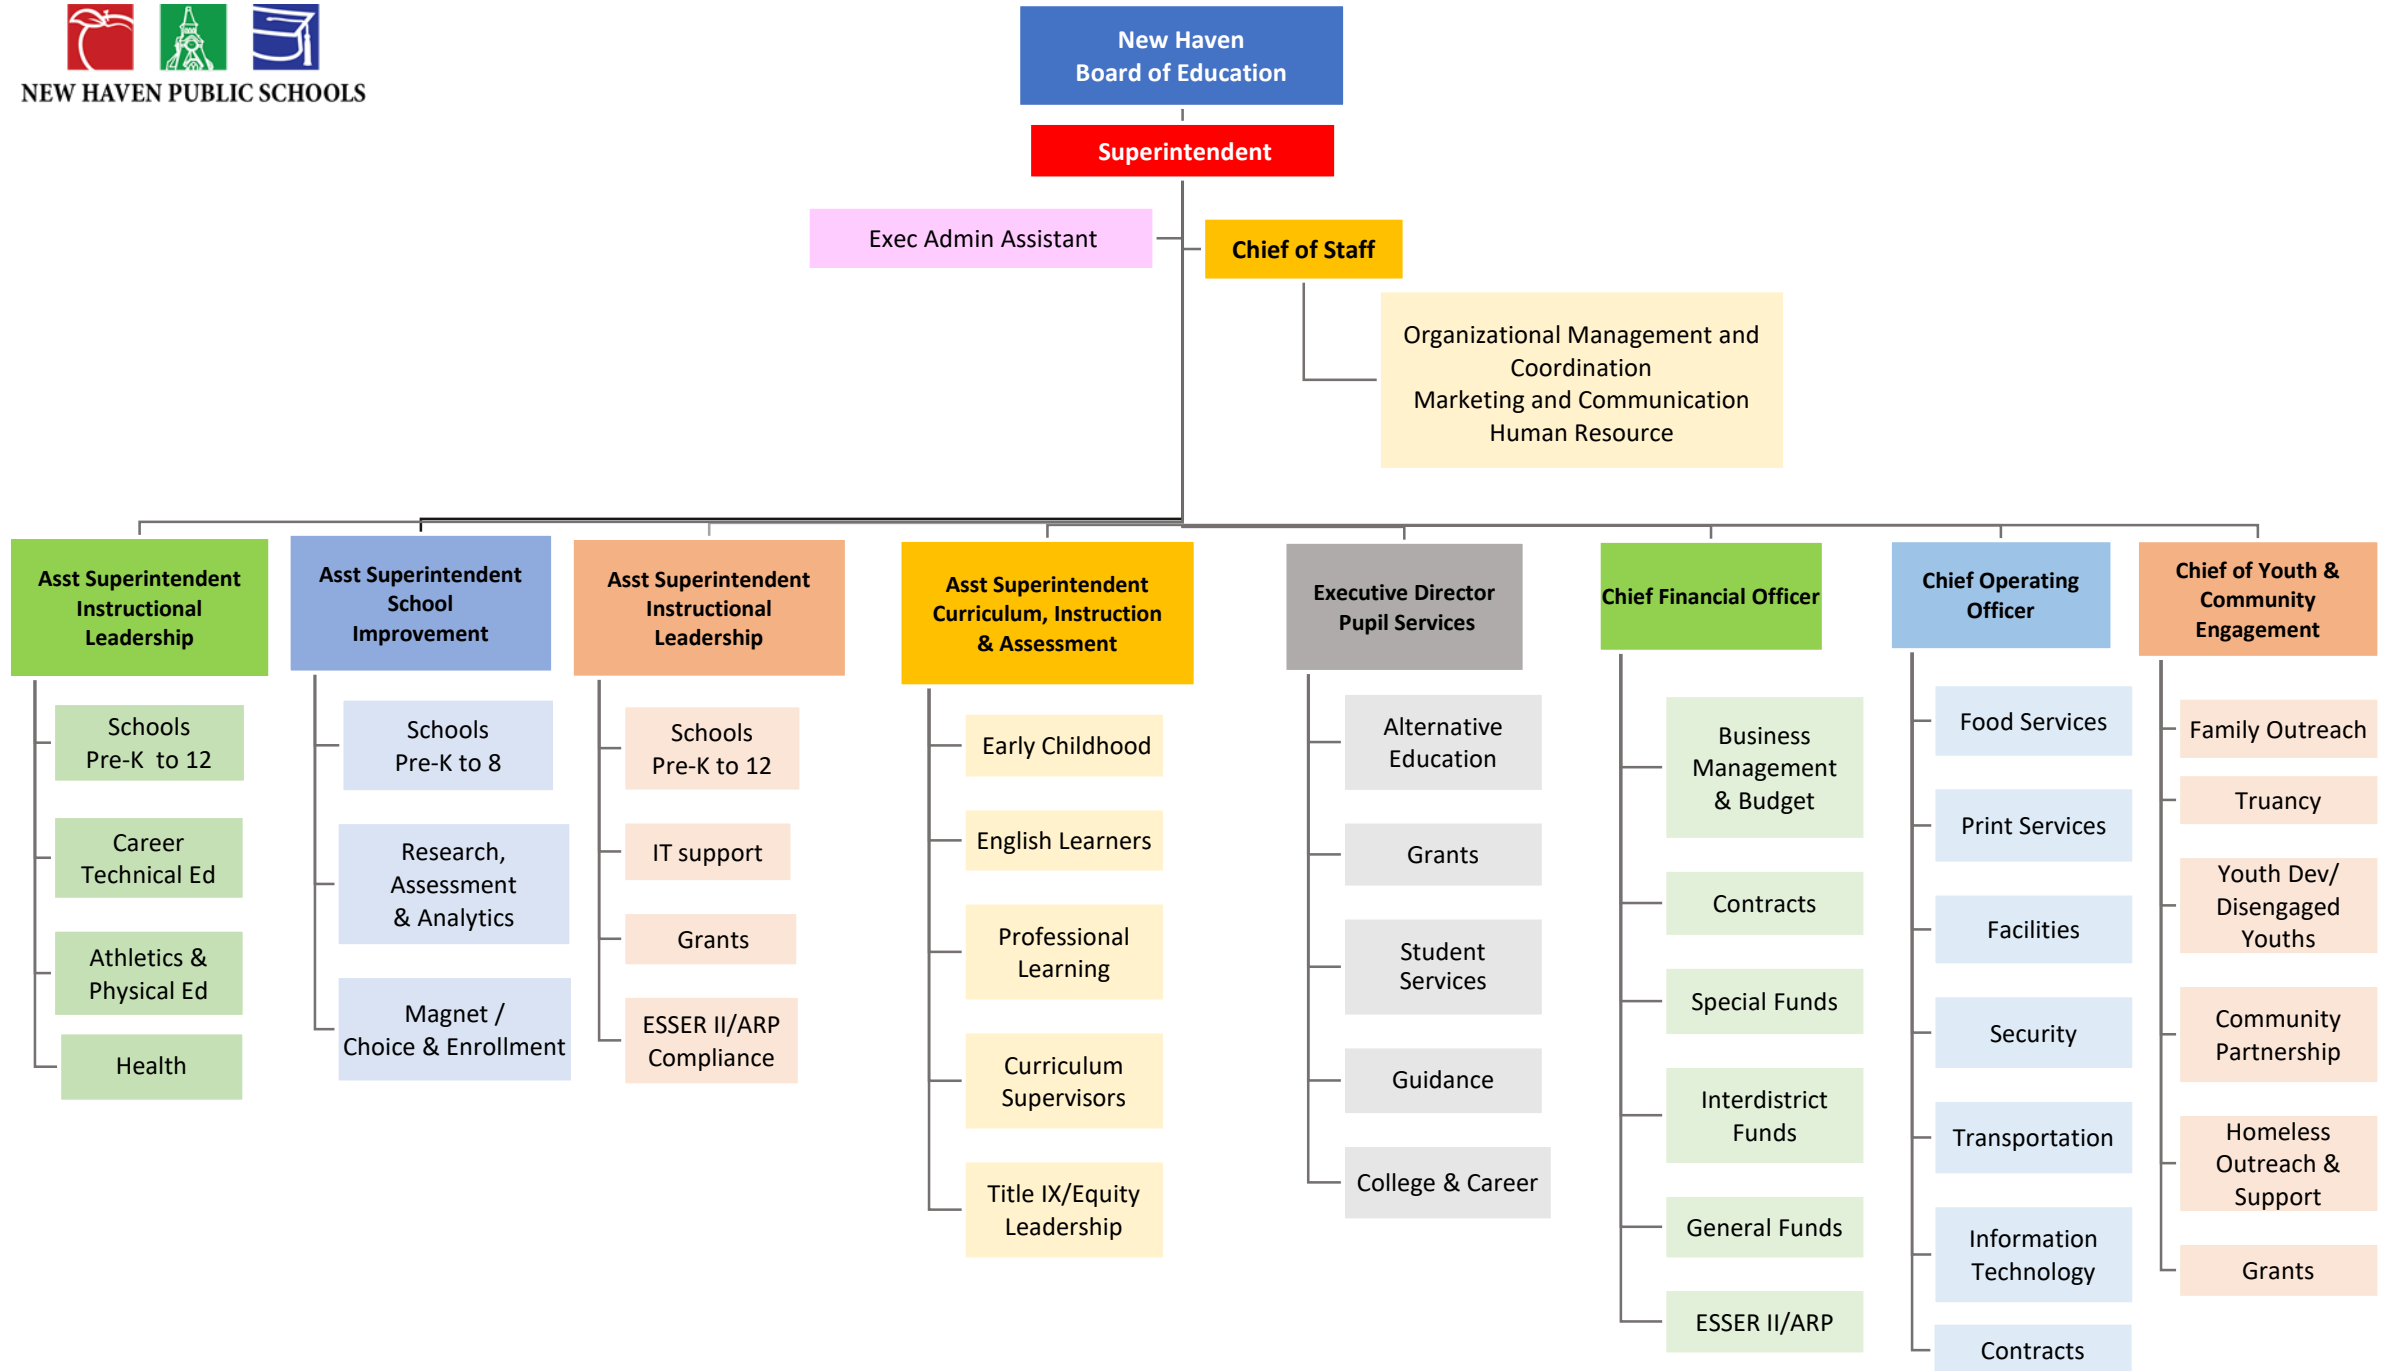 NEW HAVEN PUBLIC SCHOOLS
New Haven
Board of Education
Superintendent
Exec Admin Assistant
Chief of Staff
Organizational Management and
Coordination
Marketing and Communication
Human Resource
Asst Superintendent
Instructional
Leadership
Schools
Pre-K to 12
Career
Technical Ed
Athletics &
Physical Ed
Health
Asst Superintendent
School
Improvement
Schools
Pre-K to 8
Research,
Assessment
& Analytics
Magnet /
Choice & Enrollment
Asst Superintendent
Instructional
Leadership
Schools
Pre-K to 12
IT support
Grants
ESSER II/ARP
Compliance
Asst Superintendent
Curriculum, Instruction
& Assessment
Early Childhood
English Learners
Professional
Learning
Curriculum
Supervisors
Title IX/Equity
Leadership
Executive Director
Pupil Services
Alternative
Education
Grants
Student
Services
Guidance
College & Career
Chief Financial Officer
Business
Management
& Budget
Contracts
Special Funds
Interdistrict
Funds
General Funds
ESSER II/ARP
Chief Operating
Officer
Food Services
Print Services
Facilities
Security
Transportation
Information
Technology
Contracts
Chief of Youth &
Community
Engagement
Family Outreach
Truancy
Youth Dev/
Disengaged
Youths
Community
Partnership
Homeless
Outreach &
Support
Grants